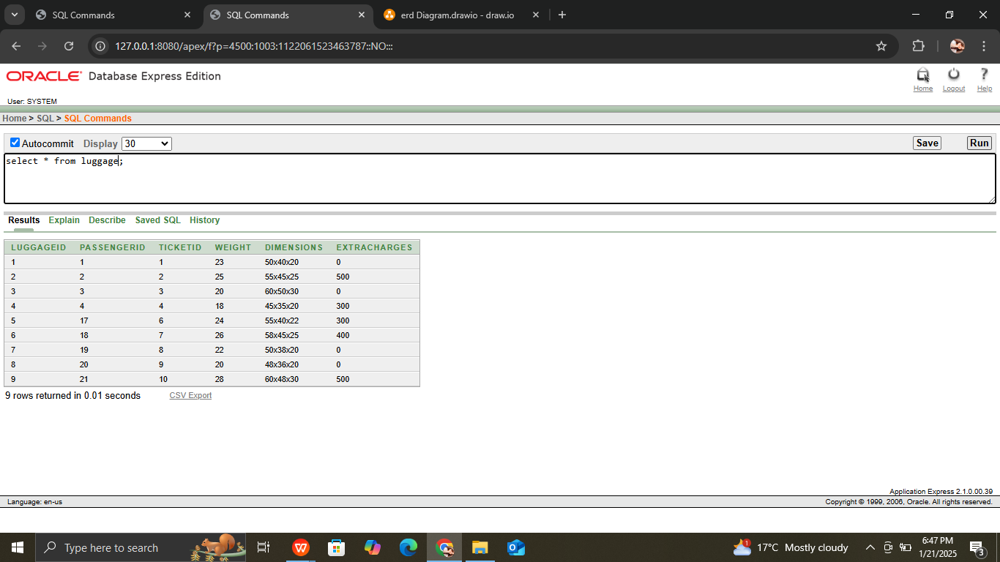 SQL Commands
SQL Commands
erd Diagram.drawio - draw.io
127.0.0.1:8080/apex/f?p=4500:1003:1122061523463787::NO:::
ORACLE Database Express Edition
Home Logout Help
User: SYSTEM
Home > SQL > SQL Commands
Autocommit Display 30 Save Run
select * from luggage;
Results Explain Describe Saved SQL History
LUGGAGEID PASSENGERID TICKETID WEIGHT DIMENSIONS EXTRACHARGES
1 1 1 23 50x40x20 0
2 2 2 25 55x45x25 500
3 3 3 20 60x50x30 0
4 4 4 18 45x35x20 300
5 17 6 24 55x40x22 300
6 18 7 26 58x45x25 400
7 19 8 22 50x38x20 0
8 20 9 20 48x36x20 0
9 21 10 28 60x48x30 500
9 rows returned in 0.01 seconds CSV Export
Application Express 2.1.0.00.39
Language: en-us Copyright © 1999, 2006, Oracle. All rights reserved.
Type here to search 1 17°C Mostly cloudy 6:47 PM
1/21/2025 3